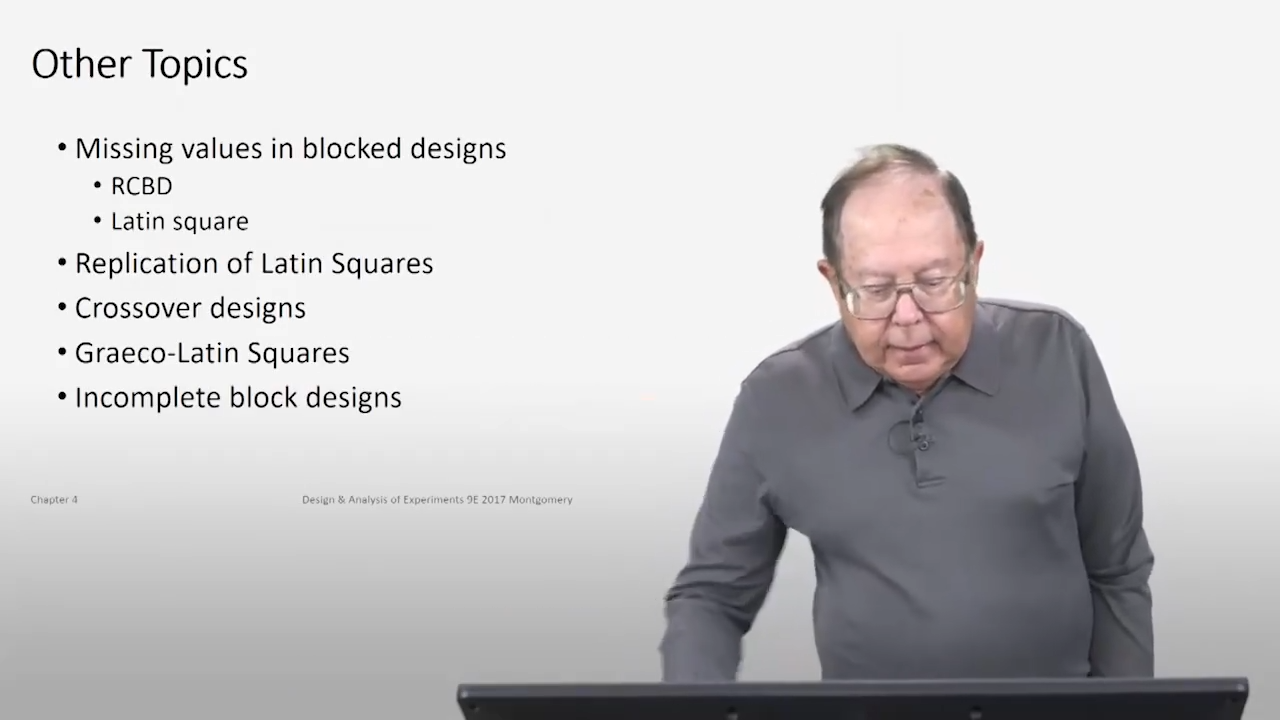 Other Topics
• Missing values in blocked designs
• RCBD
• Latin square
• Replication of Latin Squares
• Crossover designs
• Graeco-Latin Squares
• Incomplete block designs
Chapter 4
Design & Analysis of Experiments 9E 2017 Montgomery